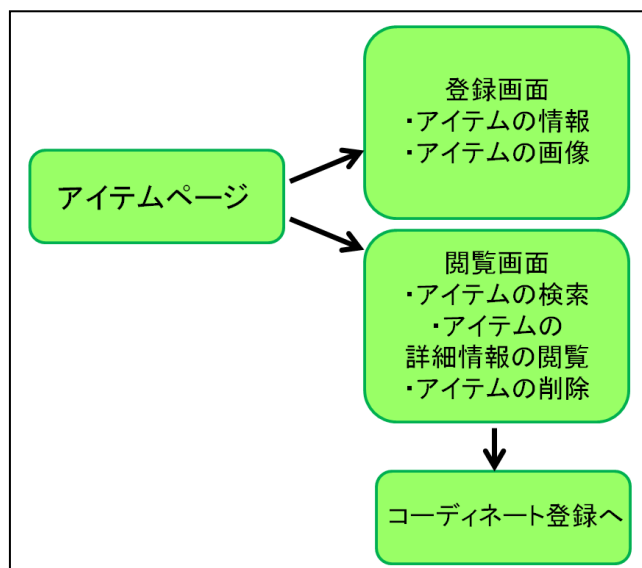 アイテムページ
登録画面
・アイテムの情報
・アイテムの画像
閲覧画面
・アイテムの検索
・アイテムの
詳細情報の閲覧
・アイテムの削除
コーディネート登録へ